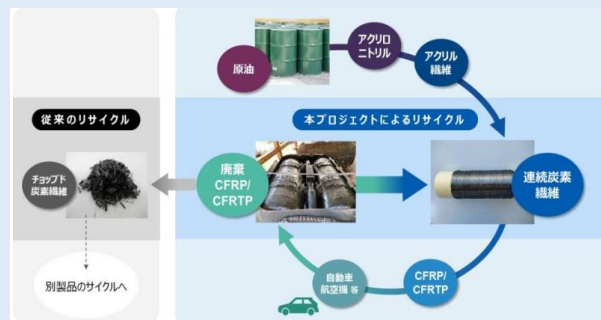 原油
アクリロ
ニトリル
アクリル
繊維
従来のリサイクル
本プロジェクトによるリサイクル
チョップド
炭素繊維
廃棄
CFRP/
CFRTP
連続炭素
繊維
別製品のサイクルへ
自動車
航空機 等
CFRP/
CFRTP